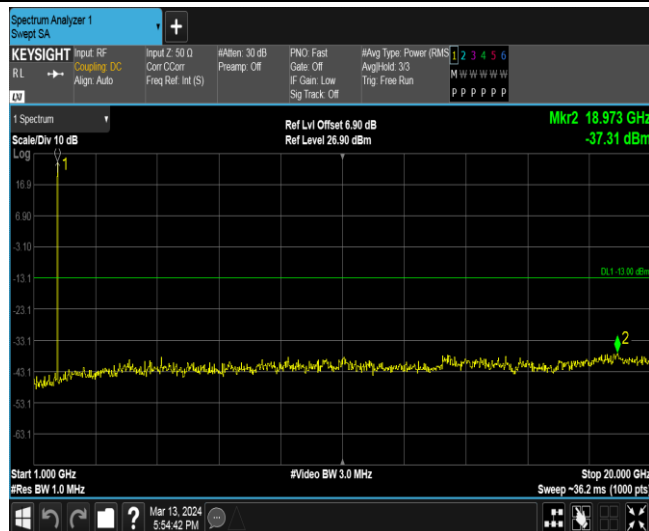 Spectrum Analyzer 1
Swept SA
+
KEYSIGHT
RL
LXI
Input: RF
Coupling: DC
Align: Auto
Input Z: 50 Ω
Corr CCorr
Freq Ref: Int (S)
#Atten: 30 dB
Preamp: Off
PNO: Fast
Gate: Off
IF Gain: Low
Sig Track: Off
#Avg Type: Power (RMS
Avg|Hold: 3/3
Trig: Free Run
1 2 3 4 5 6
M W W W W W
P P P P P P
1 Spectrum
Scale/Div 10 dB
Log
Ref Lvl Offset 6.90 dB
Ref Level 26.90 dBm
Mkr2 18.973 GHz
-37.31 dBm
1
16.9
6.90
-3.10
-13.1
DL1 -13.00 dBm
-23.1
-33.1
2
-43.1
-53.1
-63.1
Start 1.000 GHz
#Res BW 1.0 MHz
#Video BW 3.0 MHz
Stop 20.000 GHz
Sweep ~36.2 ms (1000 pts)
?
Mar 13, 2024
5:54:42 PM